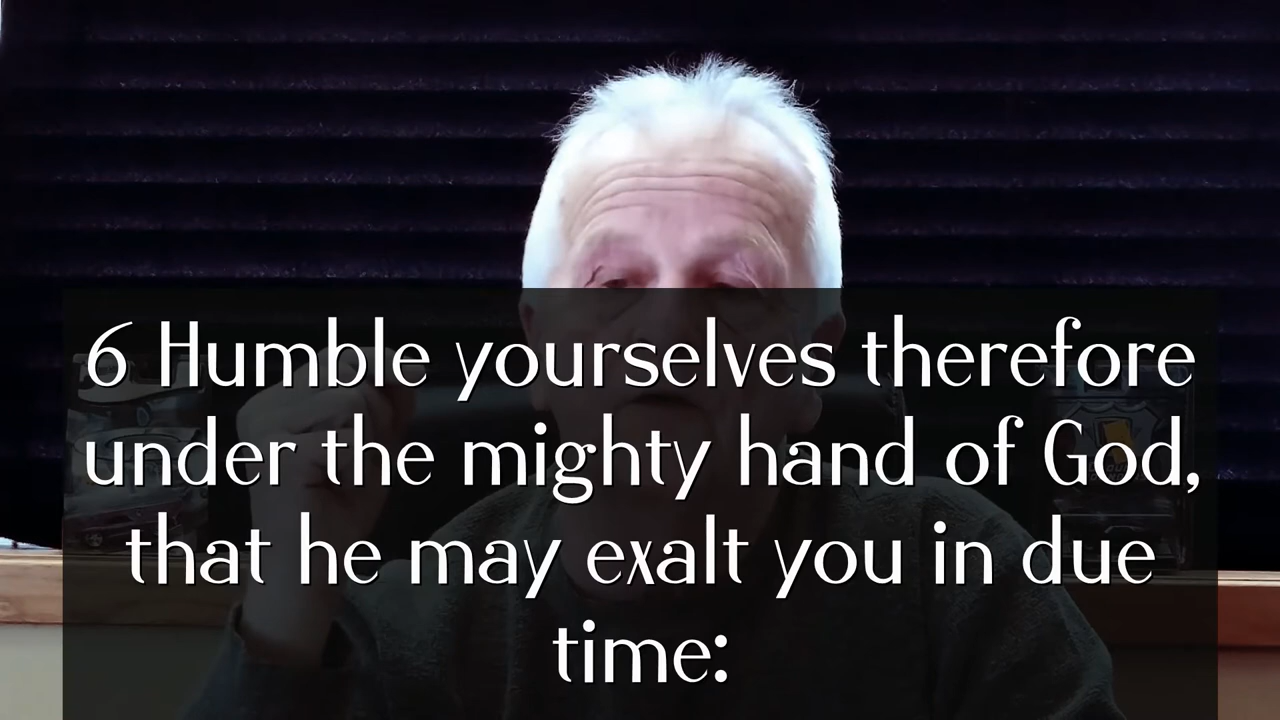 6 Humble yourselves therefore
under the mighty hand of God,
that he may exalt you in due
time: